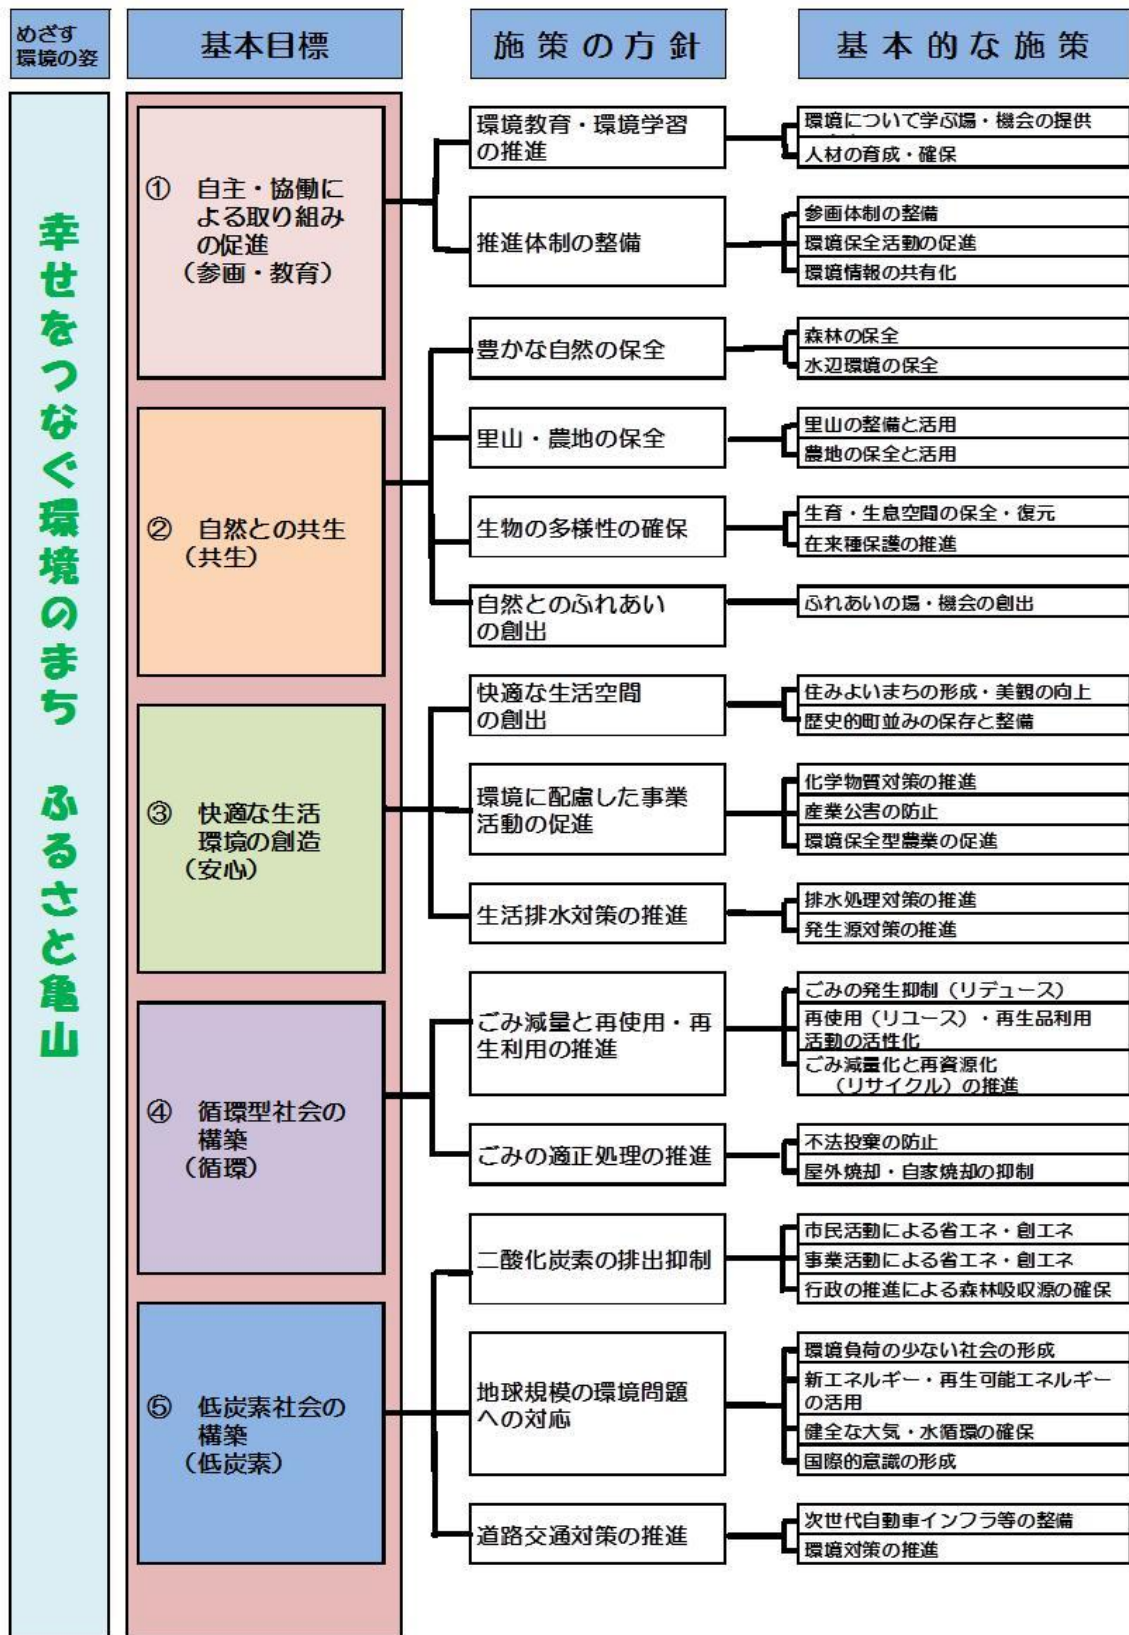 めざす
環境の姿
基本目標
施策の方針
基本的な施策
幸せをつなぐ環境のまち ふるさと亀山
① 自主・協働に
よる取り組み
の促進
（参画・教育）
環境教育・環境学習
の推進
環境について学ぶ場・機会の提供
人材の育成・確保
推進体制の整備
参画体制の整備
環境保全活動の促進
環境情報の共有化
② 自然との共生
（共生）
豊かな自然の保全
森林の保全
水辺環境の保全
里山・農地の保全
里山の整備と活用
農地の保全と活用
生物の多様性の確保
生育・生息空間の保全・復元
在来種保護の推進
自然とのふれあい
の創出
ふれあいの場・機会の創出
③ 快適な生活
環境の創造
（安心）
快適な生活空間
の創出
住みよいまちの形成・美観の向上
歴史的町並みの保存と整備
環境に配慮した事業
活動の促進
化学物質対策の推進
産業公害の防止
環境保全型農業の促進
生活排水対策の推進
排水処理対策の推進
発生源対策の推進
④ 循環型社会の
構築
（循環）
ごみ減量と再使用・再
生利用の推進
ごみの発生抑制（リデュース）
再使用（リユース）・再生品利用
活動の活性化
ごみ減量化と再資源化
（リサイクル）の推進
ごみの適正処理の推進
不法投棄の防止
屋外焼却・自家焼却の抑制
⑤ 低炭素社会の
構築
（低炭素）
二酸化炭素の排出抑制
市民活動による省エネ・創エネ
事業活動による省エネ・創エネ
行政の推進による森林吸収源の確保
地球規模の環境問題
への対応
環境負荷の少ない社会の形成
新エネルギー・再生可能エネルギー
の活用
健全な大気・水循環の確保
国際的意識の形成
道路交通対策の推進
次世代自動車インフラ等の整備
環境対策の推進